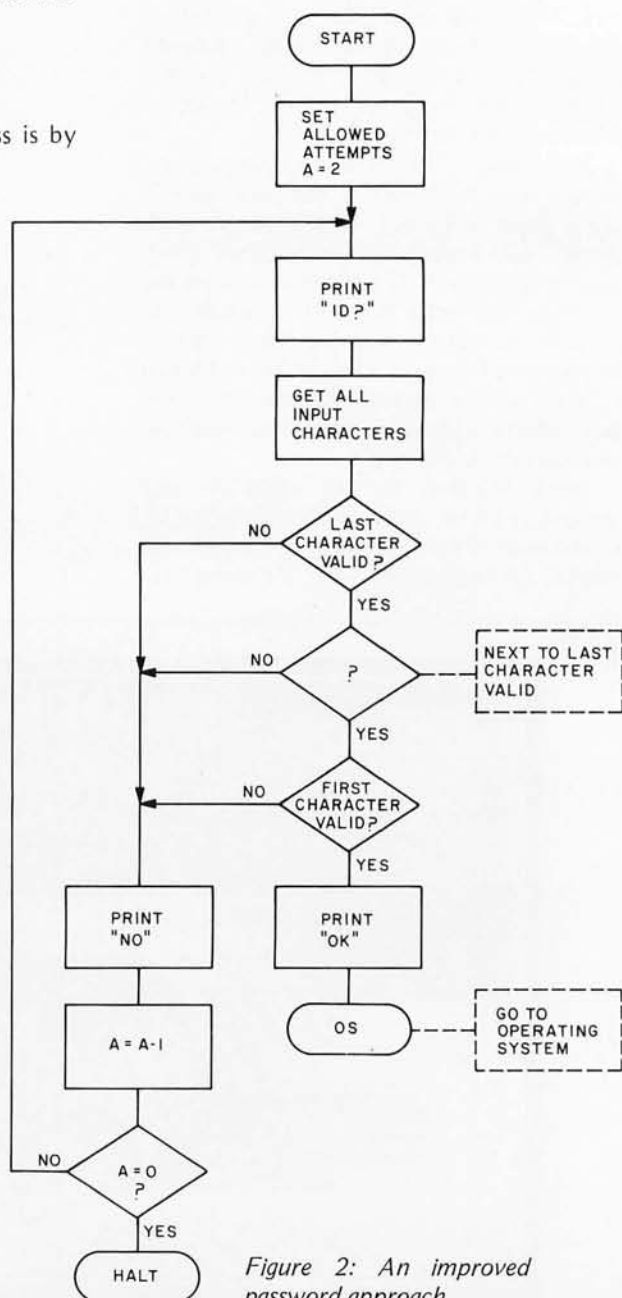 ss is by
START
SET
ALLOWED
ATTEMPTS
A = 2
PRINT
"ID?"
GET ALL
INPUT
CHARACTERS
LAST
CHARACTER
VALID?
NO
YES
?
NO
NEXT TO LAST
CHARACTER
VALID
YES
FIRST
CHARACTER
VALID?
NO
YES
PRINT
"NO"
PRINT
"OK"
A = A-1
OS
GO TO
OPERATING
SYSTEM
A = 0
?
NO
YES
HALT
Figure 2: An improved
password approach